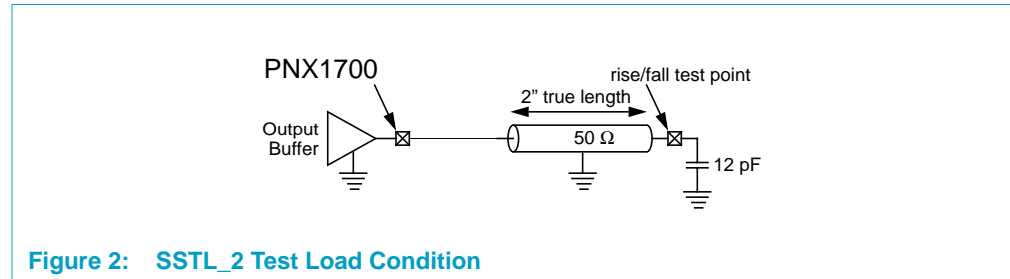 PNX1700
rise/fall test point
2" true length
Output
Buffer
50 Ω
12 pF
Figure 2: SSTL_2 Test Load Condition